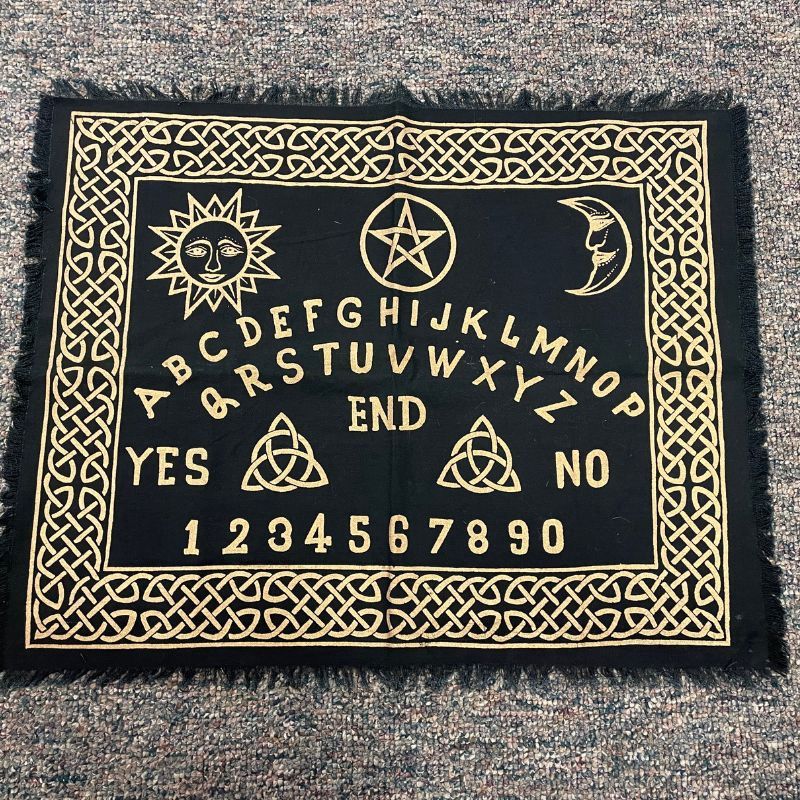 ABCDEFGHIJKLMNOP
QRSTUVWXYZ
END
YES NO
1234567890